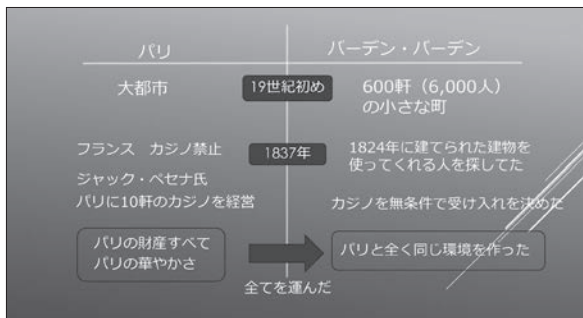 パリ
バーデン・バーデン
大都市
19世紀初め
600軒（6,000人）
の小さな町
フランス　カジノ禁止
1837年
1824年に建てられた建物を
使ってくれる人を探してた
ジャック・ベセナ氏
パリに10軒のカジノを経営
カジノを無条件で受け入れを決めた
パリの財産すべて
パリの華やかさ
パリと全く同じ環境を作った
全てを運んだ